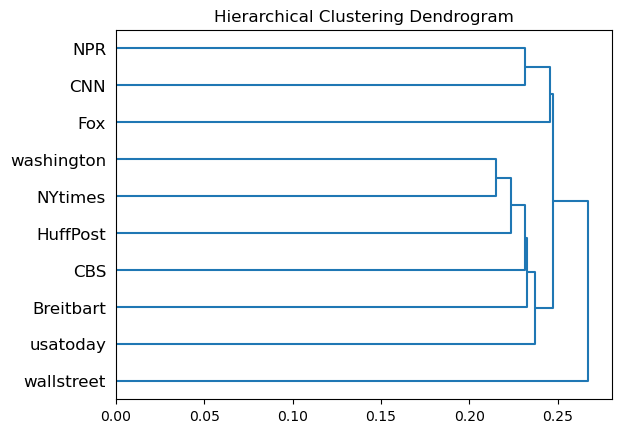 Hierarchical Clustering Dendrogram
NPR
CNN
Fox
washington
NYtimes
HuffPost
CBS
Breitbart
usatoday
wallstreet
0.00 0.05 0.10 0.15 0.20 0.25